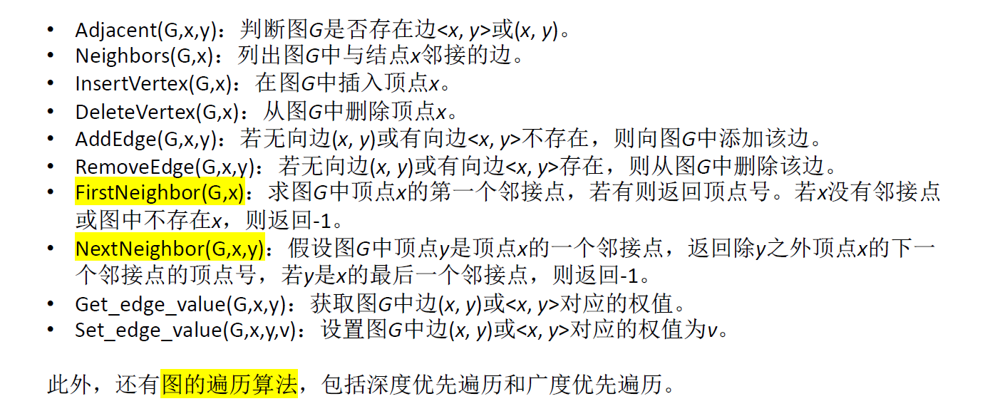 • Adjacent(G,x,y)：判断图G是否存在边<x, y>或(x, y)。
• Neighbors(G,x)：列出图G中与结点x邻接的边。
• InsertVertex(G,x)：在图G中插入顶点x。
• DeleteVertex(G,x)：从图G中删除顶点x。
• AddEdge(G,x,y)：若无向边(x, y)或有向边<x, y>不存在，则向图G中添加该边。
• RemoveEdge(G,x,y)：若无向边(x, y)或有向边<x, y>存在，则从图G中删除该边。
• FirstNeighbor(G,x)：求图G中顶点x的第一个邻接点，若有则返回顶点号。若x没有邻接点
或图中不存在x，则返回-1。
• NextNeighbor(G,x,y)：假设图G中顶点y是顶点x的一个邻接点，返回除y之外顶点x的下一
个邻接点的顶点号，若y是x的最后一个邻接点，则返回-1。
• Get_edge_value(G,x,y)：获取图G中边(x, y)或<x, y>对应的权值。
• Set_edge_value(G,x,y,v)：设置图G中边(x, y)或<x, y>对应的权值为v。
此外，还有图的遍历算法，包括深度优先遍历和广度优先遍历。